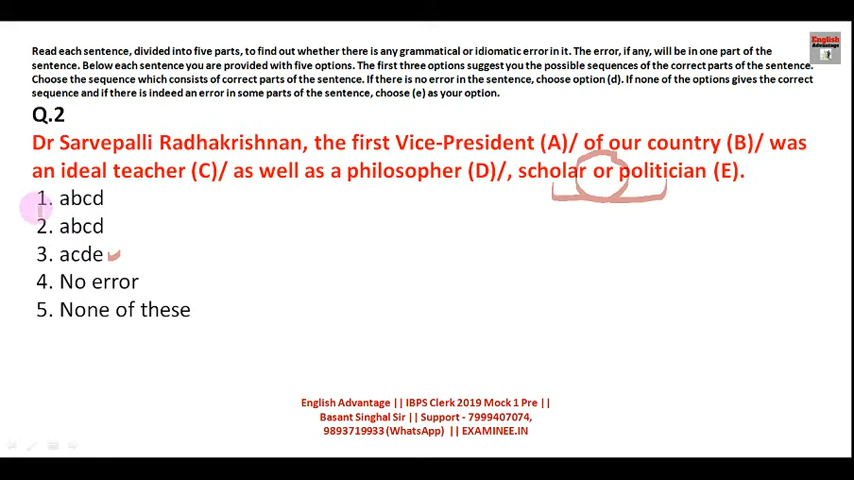 English
Advantage
Read each sentence, divided into five parts, to find out whether there is any grammatical or idiomatic error in it. The error, if any, will be in one part of the
sentence. Below each sentence you are provided with five options. The first three options suggest you the possible sequences of the correct parts of the sentence.
Choose the sequence which consists of correct parts of the sentence. If there is no error in the sentence, choose option (d). If none of the options gives the correct
sequence and if there is indeed an error in some parts of the sentence, choose (e) as your option.
Q.2
Dr Sarvepalli Radhakrishnan, the first Vice-President (A)/ of our country (B)/ was
an ideal teacher (C)/ as well as a philosopher (D)/, scholar or politician (E).
1. abcd
2. abcd
3. acde
4. No error
5. None of these
English Advantage || IBPS Clerk 2019 Mock 1 Pre ||
Basant Singhal Sir || Support - 7999407074,
9893719933 (WhatsApp) || EXAMINEE.IN